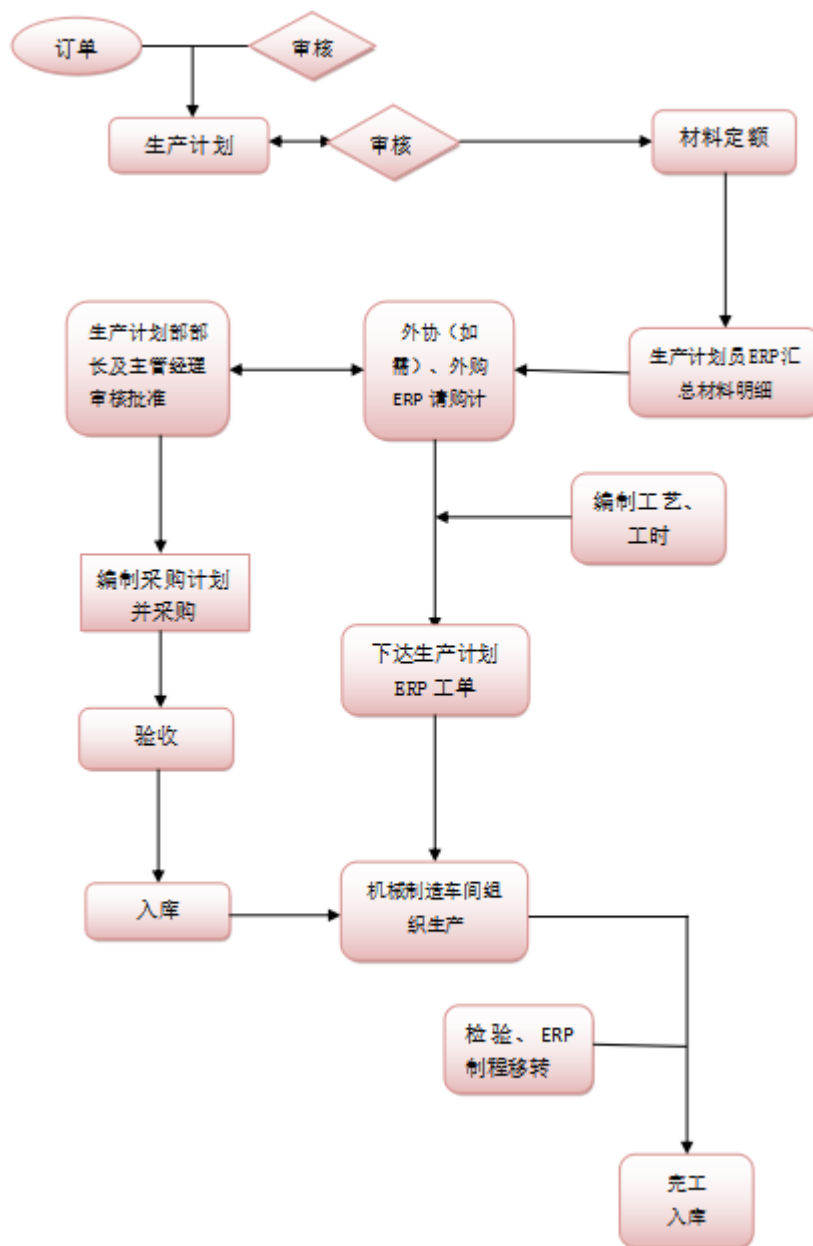 订单
审核
生产计划
审核
材料定额
生产计划部部
长及主管经理
审核批准
外协（如
需）、外购
ERP 请购计
生产计划员ERP汇
总材料明细
编制工艺、
工时
编制采购计划
并采购
下达生产计划
ERP 工单
验收
入库
机械制造车间组
织生产
检验、ERP
制程移转
完工
入库